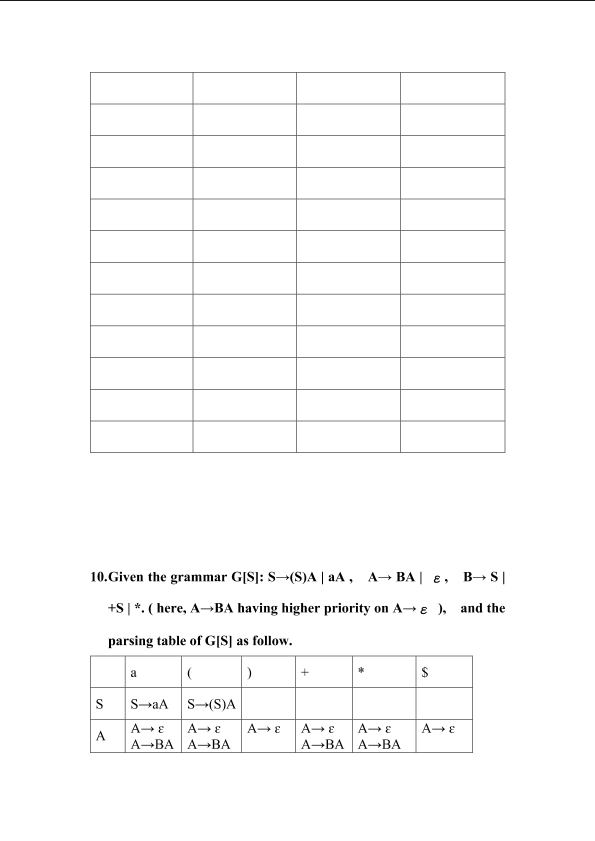 10.Given the grammar G[S]: S→(S)A | aA , A→ BA | ε , B→ S |
+S | *. ( here, A→BA having higher priority on A→ ε ), and the
parsing table of G[S] as follow.
a ( ) + * $
S S→aA S→(S)A
A A→ ε A→ ε A→ ε A→ ε A→ ε A→ ε
A→BA A→BA A→BA A→BA